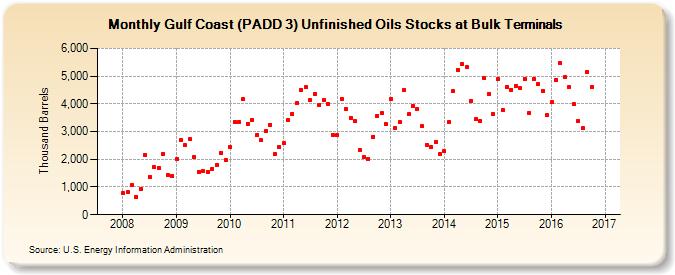 Monthly Gulf Coast (PADD 3) Unfinished Oils Stocks at Bulk Terminals
Thousand Barrels
6,000
5,000
4,000
3,000
2,000
1,000
0
2008 2009 2010 2011 2012 2013 2014 2015 2016 2017
Source: U.S. Energy Information Administration